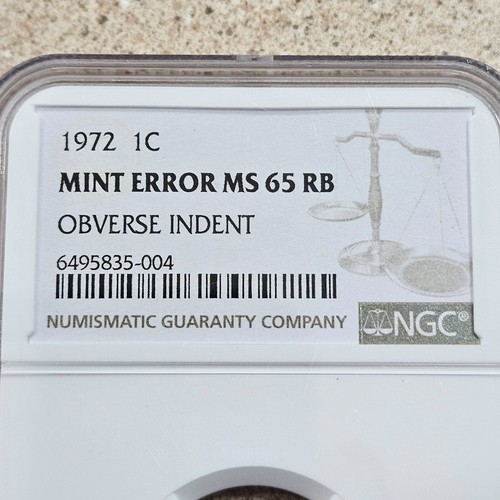 1972 1C
MINT ERROR MS 65 RB
OBVERSE INDENT
6495835-004
NUMISMATIC GUARANTY COMPANY
NGC®